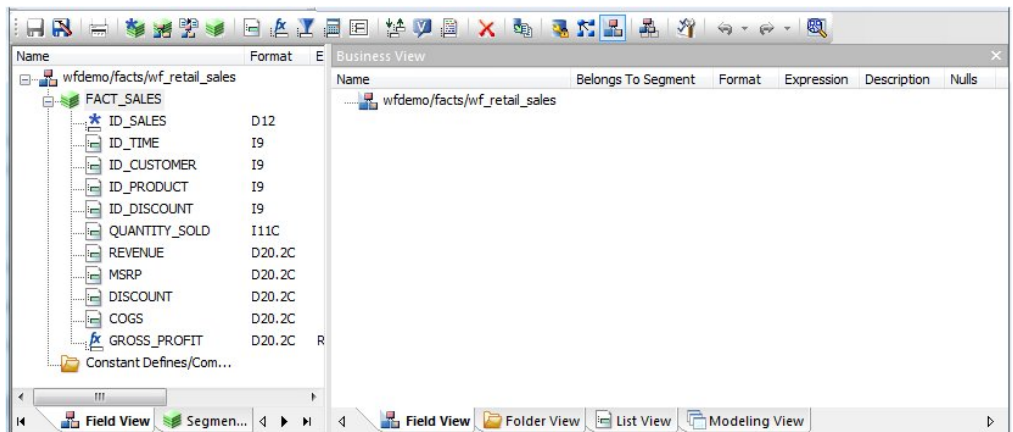 Name Format E
wfdemo/facts/wf_retail_sales
FACT_SALES
ID_SALES D12
ID_TIME I9
ID_CUSTOMER I9
ID_PRODUCT I9
ID_DISCOUNT I9
QUANTITY_SOLD I11C
REVENUE D20.2C
MSRP D20.2C
DISCOUNT D20.2C
COGS D20.2C
fx GROSS_PROFIT D20.2C R
Constant Defines/Com...
Field View Segmen...
Business View
Name Belongs To Segment Format Expression Description Nulls
wfdemo/facts/wf_retail_sales
Field View Folder View List View Modeling View